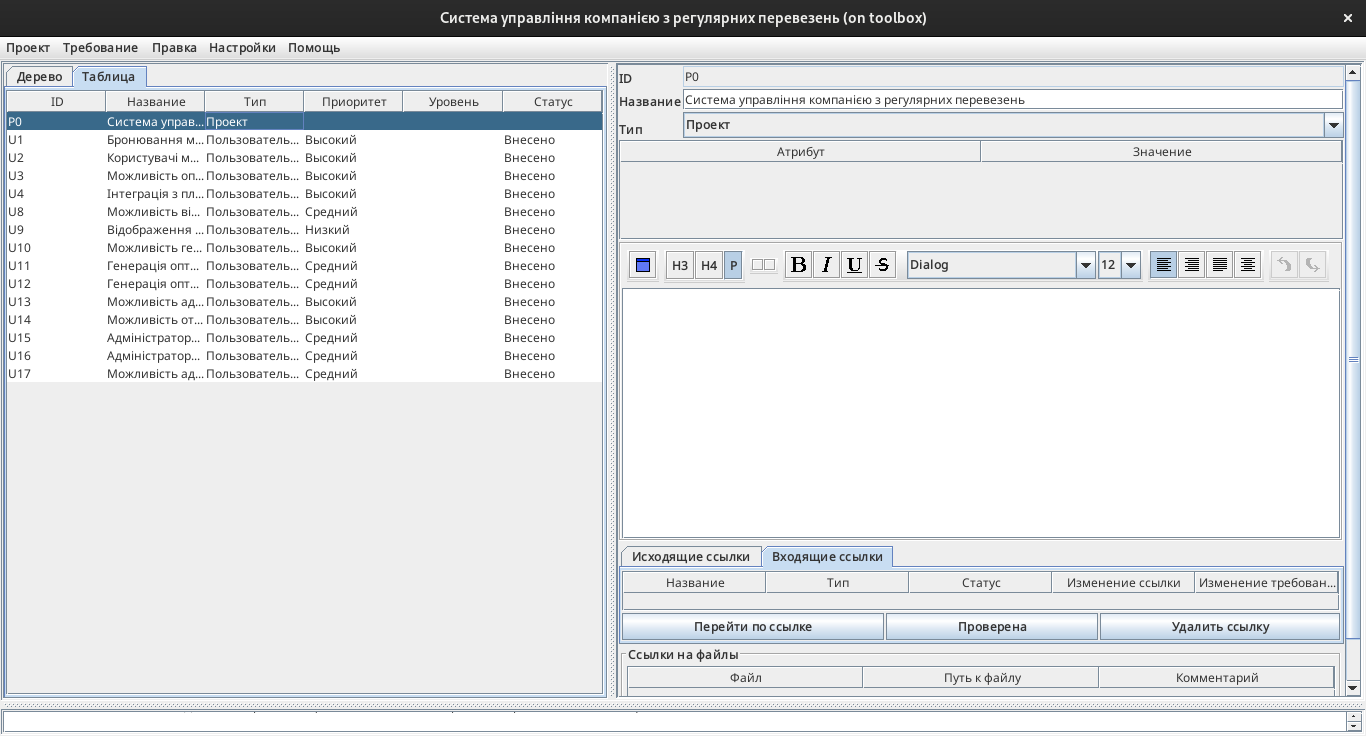 Система управління компанією з регулярних перевезень (on toolbox)
Проект Требование Правка Настройки Помощь
Дерево Таблица
ID Название Тип Приоритет Уровень Статус
P0 Система управ... Проект
U1 Бронювання м... Пользователь... Высокий Внесено
U2 Користувачі м... Пользователь... Высокий Внесено
U3 Можливість оп... Пользователь... Высокий Внесено
U4 Інтеграція з пл... Пользователь... Высокий Внесено
U8 Можливість ві... Пользователь... Средний Внесено
U9 Відображення ... Пользователь... Низкий Внесено
U10 Можливість ге... Пользователь... Высокий Внесено
U11 Генерація опт... Пользователь... Средний Внесено
U12 Генерація опт... Пользователь... Средний Внесено
U13 Можливість ад... Пользователь... Высокий Внесено
U14 Можливість от... Пользователь... Высокий Внесено
U15 Адміністратор... Пользователь... Средний Внесено
U16 Адміністратор... Пользователь... Средний Внесено
U17 Можливість ад... Пользователь... Средний Внесено
ID P0
Название Система управління компанією з регулярних перевезень
Тип Проект
Атрибут Значение
H3 H4 P B I U S Dialog 12
Исходящие ссылки Входящие ссылки
Название Тип Статус Изменение ссылки Изменение требован...
Перейти по ссылке Проверена Удалить ссылку
Ссылки на файлы
Файл Путь к файлу Комментарий